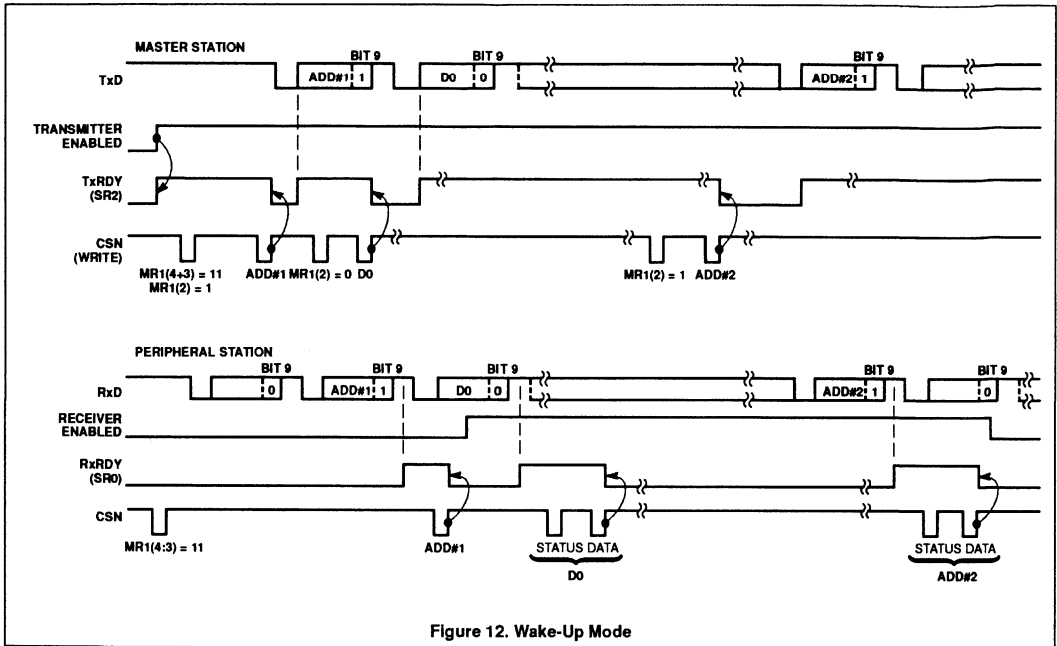 MASTER STATION
BIT 9 BIT 9 BIT 9
TxD ADD#1 1 D0 0 ADD#2 1
TRANSMITTER
ENABLED
TxRDY
(SR2)
CSN
(WRITE)
MR1(4+3) = 11 ADD#1 MR1(2) = 0 D0 MR1(2) = 1 ADD#2
MR1(2) = 1
PERIPHERAL STATION
BIT 9 BIT 9 BIT 9 BIT 9
RxD 0 ADD#1 1 D0 0 ADD#2 1 0
RECEIVER
ENABLED
RxRDY
(SR0)
CSN
MR1(4:3) = 11 ADD#1 STATUS DATA STATUS DATA
D0 ADD#2
Figure 12. Wake-Up Mode